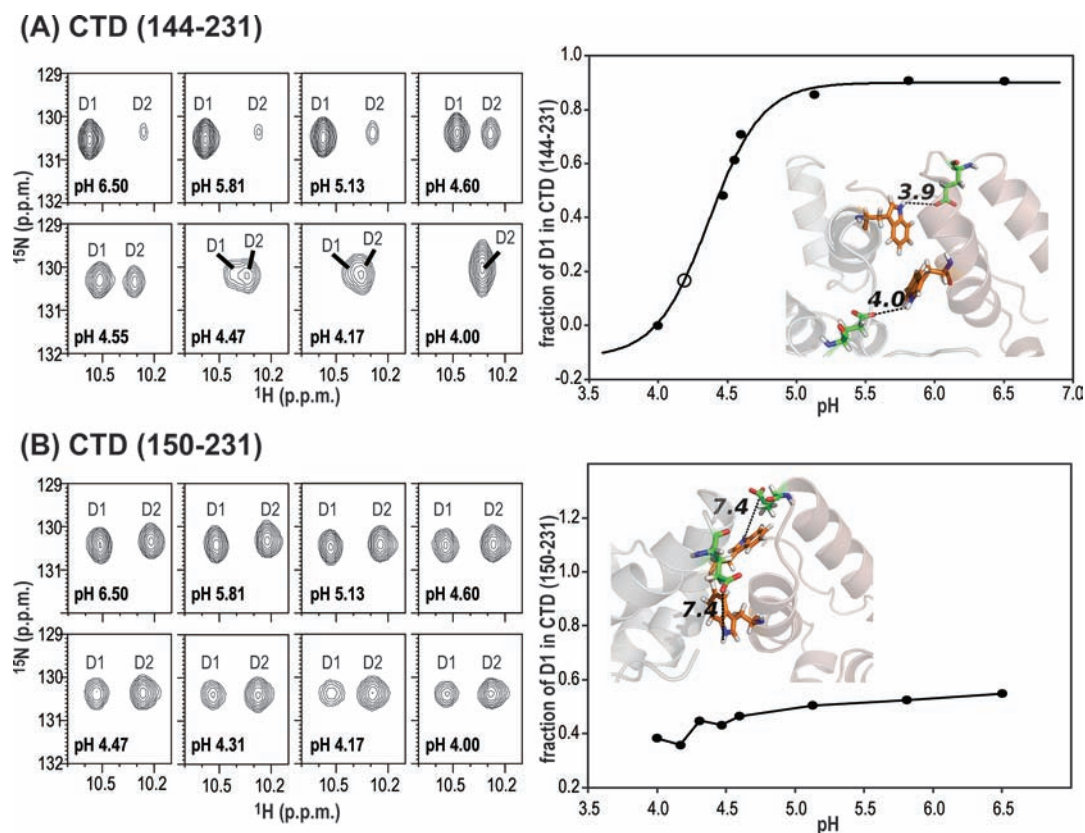 (A) CTD (144-231)
129
130
131
132
D1 D2
pH 6.50
D1 D2
pH 5.81
D1 D2
pH 5.13
D1 D2
pH 4.60
15N (p.p.m.)
129
130
131
132
D1 D2
pH 4.55
D1 D2
pH 4.47
D1 D2
pH 4.17
D2
pH 4.00
10.5 10.2 10.5 10.2 10.5 10.2 10.5 10.2
1H (p.p.m.)
fraction of D1 in CTD (144-231)
1.0
0.8
0.6
0.4
0.2
0.0
-0.2
3.9
4.0
3.5 4.0 4.5 5.0 5.5 6.0 6.5 7.0
pH
(B) CTD (150-231)
129
130
131
132
D1 D2
pH 6.50
D1 D2
pH 5.81
D1 D2
pH 5.13
D1 D2
pH 4.60
15N (p.p.m.)
129
130
131
132
D1 D2
pH 4.47
D1 D2
pH 4.31
D1 D2
pH 4.17
D1 D2
pH 4.00
10.5 10.2 10.5 10.2 10.5 10.2 10.5 10.2
1H (p.p.m.)
fraction of D1 in CTD (150-231)
1.2
1.0
0.8
0.6
0.4
0.2
7.4
7.4
3.5 4.0 4.5 5.0 5.5 6.0 6.5 7.0
pH